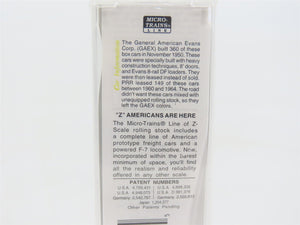 MICRO-
TRAINS®
LINE
The General American Evans
Corp. (GAEX) built 360 of these
box cars in November 1950. These
cars were specially built with heavy
construction techniques, 8' doors,
and Evans 8-rail DF loaders. They
were then leased instead of sold.
PRR leased 149 of these cars
between 1960 and 1964. The road
didn't want these cars mixed with
unequipped rolling stock, so they
left the GAEX colors.
"Z" AMERICANS ARE HERE
The Micro-Trains® Line of Z-
Scale rolling stock includes
a complete line of American
prototype freight cars and a
powered F-7 locomotive. Now,
incorporated within the barest
minimum of space, you'll find
all the realism and reliability
offered in any other scale.
PATENT NUMBERS
Other Patents Pending